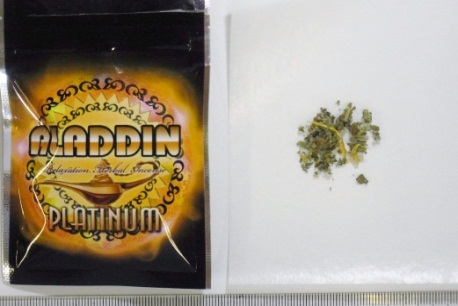 ALADDIN
Relaxation Herbal Incense
PLATINUM